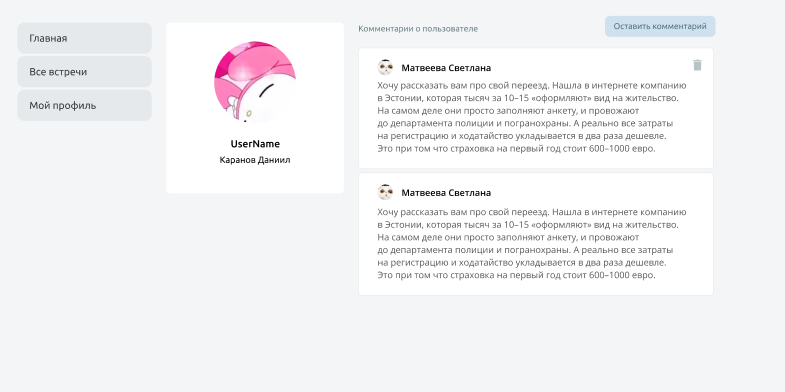 Главная
Все встречи
Мой профиль
UserName
Каранов Даниил
Комментарии о пользователе
Оставить комментарий
Матвеева Светлана
Хочу рассказать вам про свой переезд. Нашла в интернете компанию
в Эстонии, которая тысяч за 10–15 «оформляют» вид на жительство.
На самом деле они просто заполняют анкету, и провожают
до департамента полиции и погранохраны. А реально все затраты
на регистрацию и ходатайство укладывается в два раза дешевле.
Это при том что страховка на первый год стоит 600–1000 евро.
Матвеева Светлана
Хочу рассказать вам про свой переезд. Нашла в интернете компанию
в Эстонии, которая тысяч за 10–15 «оформляют» вид на жительство.
На самом деле они просто заполняют анкету, и провожают
до департамента полиции и погранохраны. А реально все затраты
на регистрацию и ходатайство укладывается в два раза дешевле.
Это при том что страховка на первый год стоит 600–1000 евро.